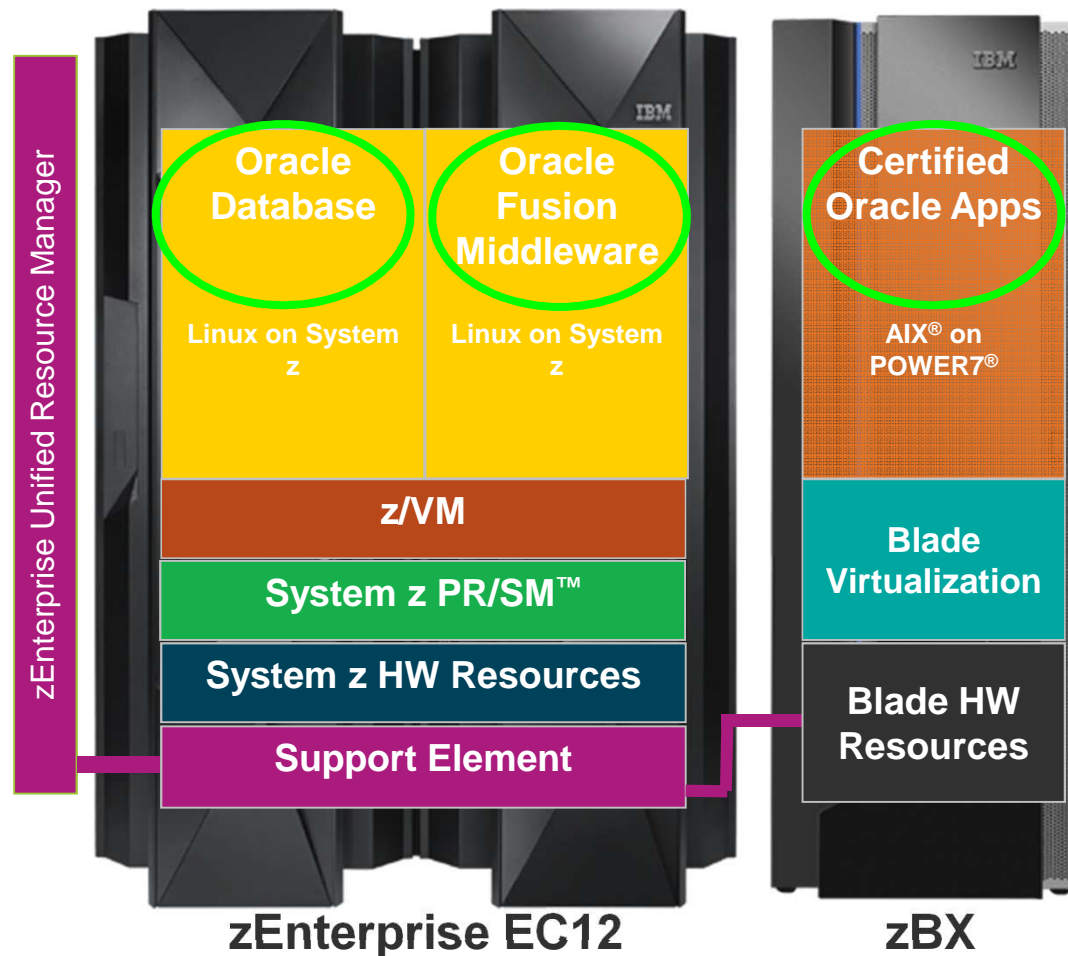 zEnterprise Unified Resource Manager
IBM
Oracle
Database
Linux on System
z
Oracle
Fusion
Middleware
Linux on System
z
z/VM
System z PR/SM™
System z HW Resources
Support Element
zEnterprise EC12
IBM
Certified
Oracle Apps
AIX® on
POWER7®
Blade
Virtualization
Blade HW
Resources
zBX